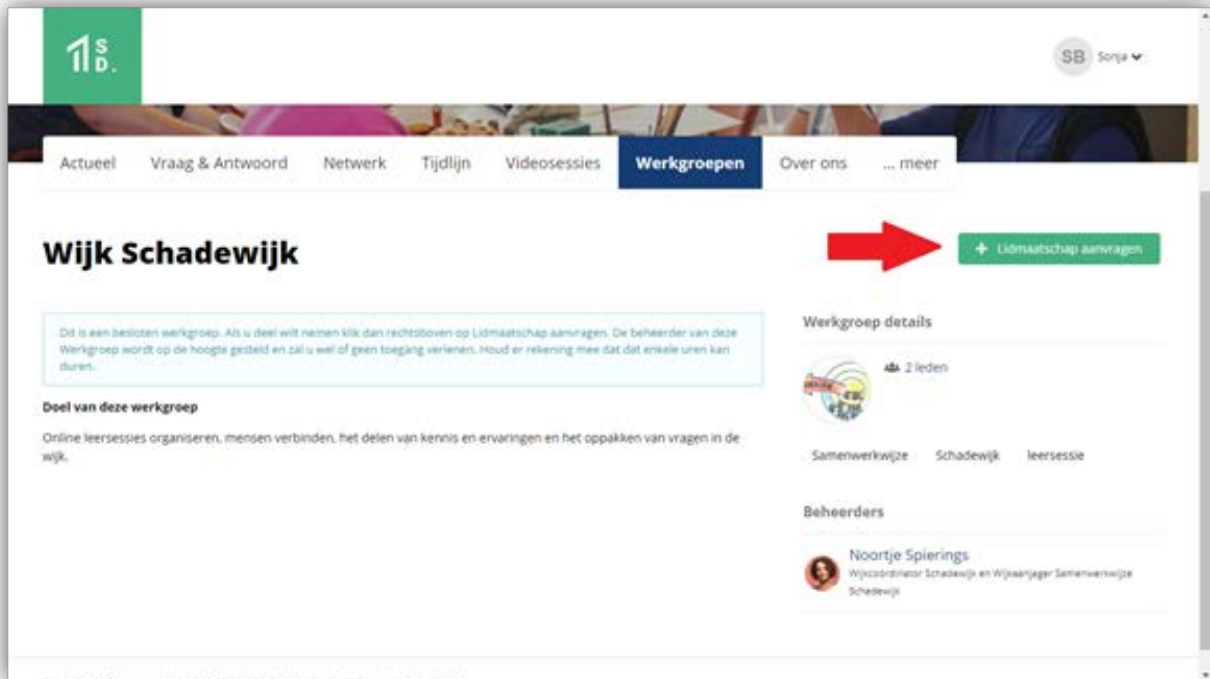 1SD.
SB Sonja
Actueel Vraag & Antwoord Netwerk Tijdlijn Videosessies Werkgroepen Over ons ... meer
Wijk Schadewijk
+ Lidmaatschap aanvragen
Dit is een besloten werkgroep. Als u deel wilt nemen klik dan rechtsboven op Lidmaatschap aanvragen. De beheerder van deze
Werkgroep wordt op de hoogte gesteld en zal u wel of geen toegang verlenen. Houd er rekening mee dat dat enkele uren kan
duren.
Doel van deze werkgroep
Online leersessies organiseren, mensen verbinden, het delen van kennis en ervaringen en het oppakken van vragen in de
wijk.
Werkgroep details
2 leden
Samenwerkwijze Schadewijk leersessie
Beheerders
Noortje Spierings
Wijkcoördinator Schadewijk en Wijkaanjager Samenwerkwijze
Schadewijk